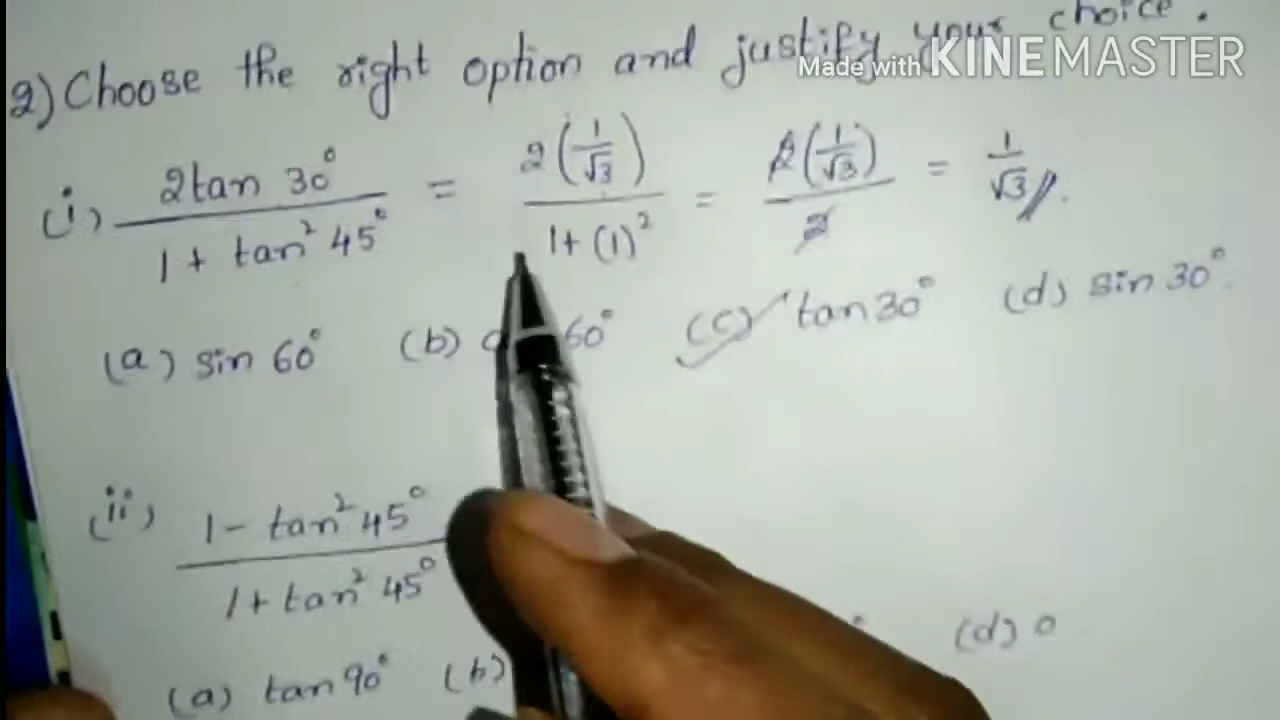 2) Choose the right option and justify your choice.
Made with KINEMASTER
(i) 2tan 30° / 1 + tan² 45° = 2(1/√3) / 1+(1)² = 2(1/√3) / 2 = 1/√3 //.
(a) sin 60° (b) 60° (c) tan 30° (d) sin 30°.
(ii) 1 - tan² 45° / 1 + tan² 45°
(a) tan 90° (b) (d) 0